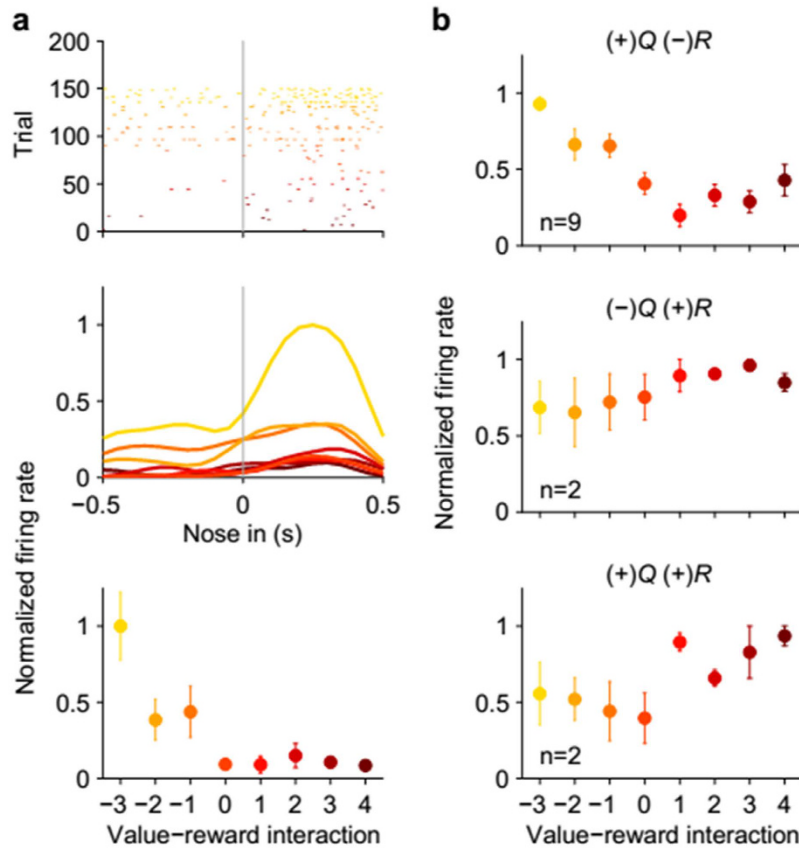 a
200
150
100
50
0
Trial
1
0.5
0
−0.5 0 0.5
Nose in (s)
Normalized firing rate
1
0.5
0
−3 −2 −1 0 1 2 3 4
Value−reward interaction
b
(+)Q (−)R
1
0.5
0
n=9
(−)Q (+)R
1
0.5
0
n=2
Normalized firing rate
(+)Q (+)R
1
0.5
0
n=2
−3 −2 −1 0 1 2 3 4
Value−reward interaction